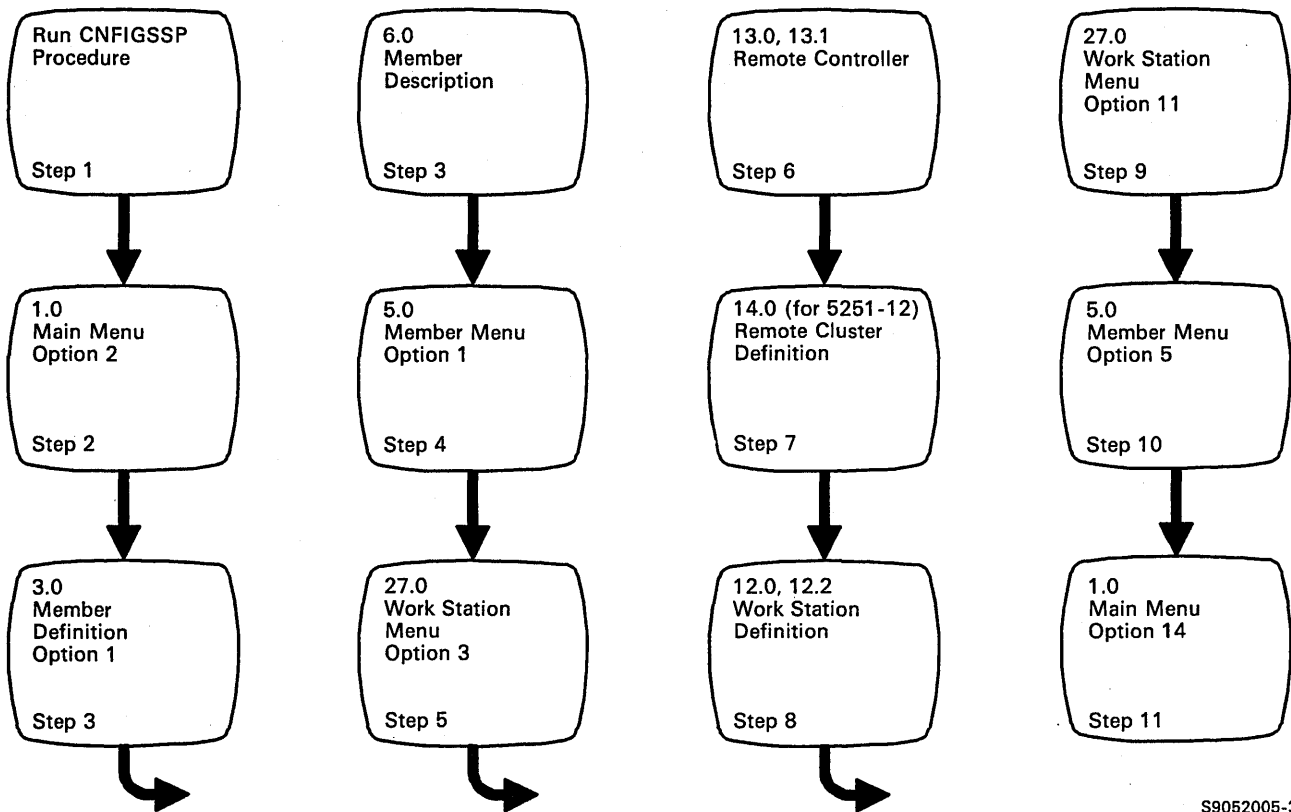 Run CNFIGSSP
Procedure
Step 1
1.0
Main Menu
Option 2
Step 2
3.0
Member
Definition
Option 1
Step 3
6.0
Member
Description
Step 3
5.0
Member Menu
Option 1
Step 4
27.0
Work Station
Menu
Option 3
Step 5
13.0, 13.1
Remote Controller
Step 6
14.0 (for 5251-12)
Remote Cluster
Definition
Step 7
12.0, 12.2
Work Station
Definition
Step 8
27.0
Work Station
Menu
Option 11
Step 9
5.0
Member Menu
Option 5
Step 10
1.0
Main Menu
Option 14
Step 11